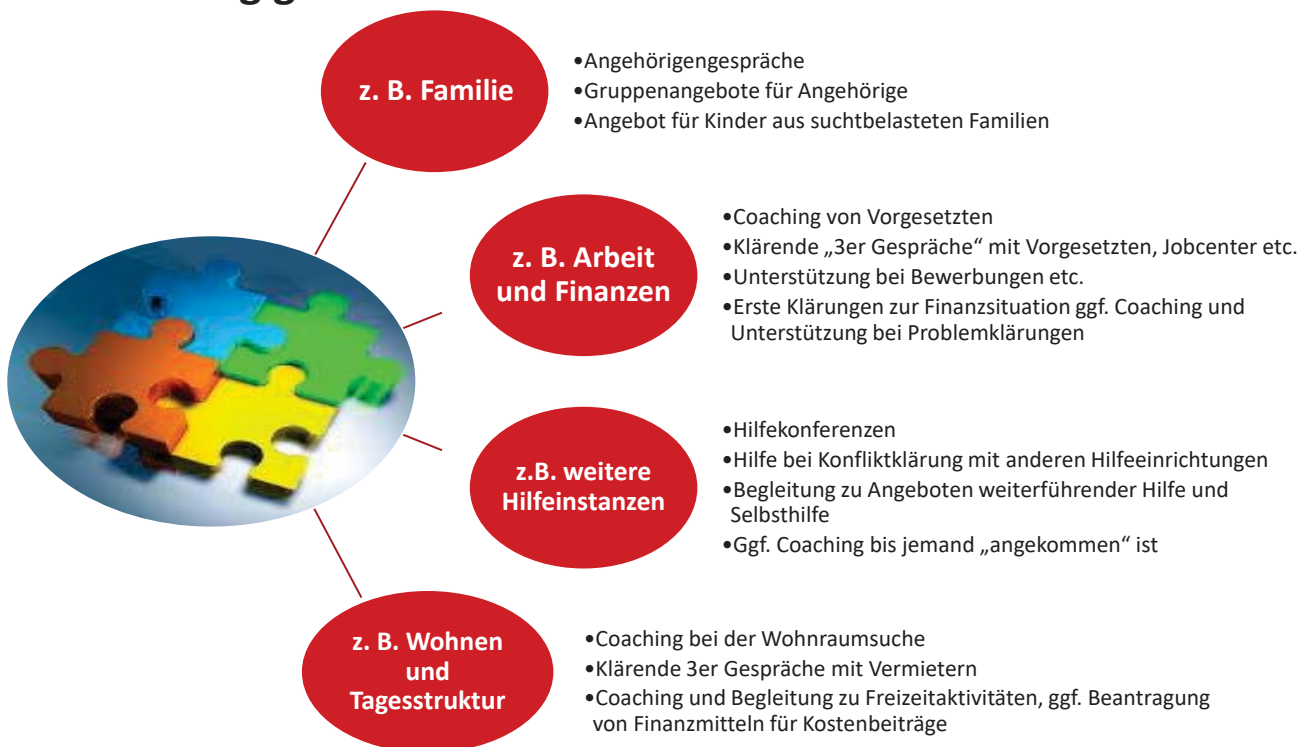 z. B. Familie
•Angehörigengespräche
•Gruppenangebote für Angehörige
•Angebot für Kinder aus suchtbelasteten Familien
z. B. Arbeit
und Finanzen
•Coaching von Vorgesetzten
•Klärende „3er Gespräche“ mit Vorgesetzten, Jobcenter etc.
•Unterstützung bei Bewerbungen etc.
•Erste Klärungen zur Finanzsituation ggf. Coaching und
Unterstützung bei Problemklärungen
z.B. weitere
Hilfeinstanzen
•Hilfekonferenzen
•Hilfe bei Konfliktklärung mit anderen Hilfeeinrichtungen
•Begleitung zu Angeboten weiterführender Hilfe und
Selbsthilfe
•Ggf. Coaching bis jemand „angekommen“ ist
z. B. Wohnen
und
Tagesstruktur
•Coaching bei der Wohnraumsuche
•Klärende 3er Gespräche mit Vermietern
•Coaching und Begleitung zu Freizeitaktivitäten, ggf. Beantragung
von Finanzmitteln für Kostenbeiträge